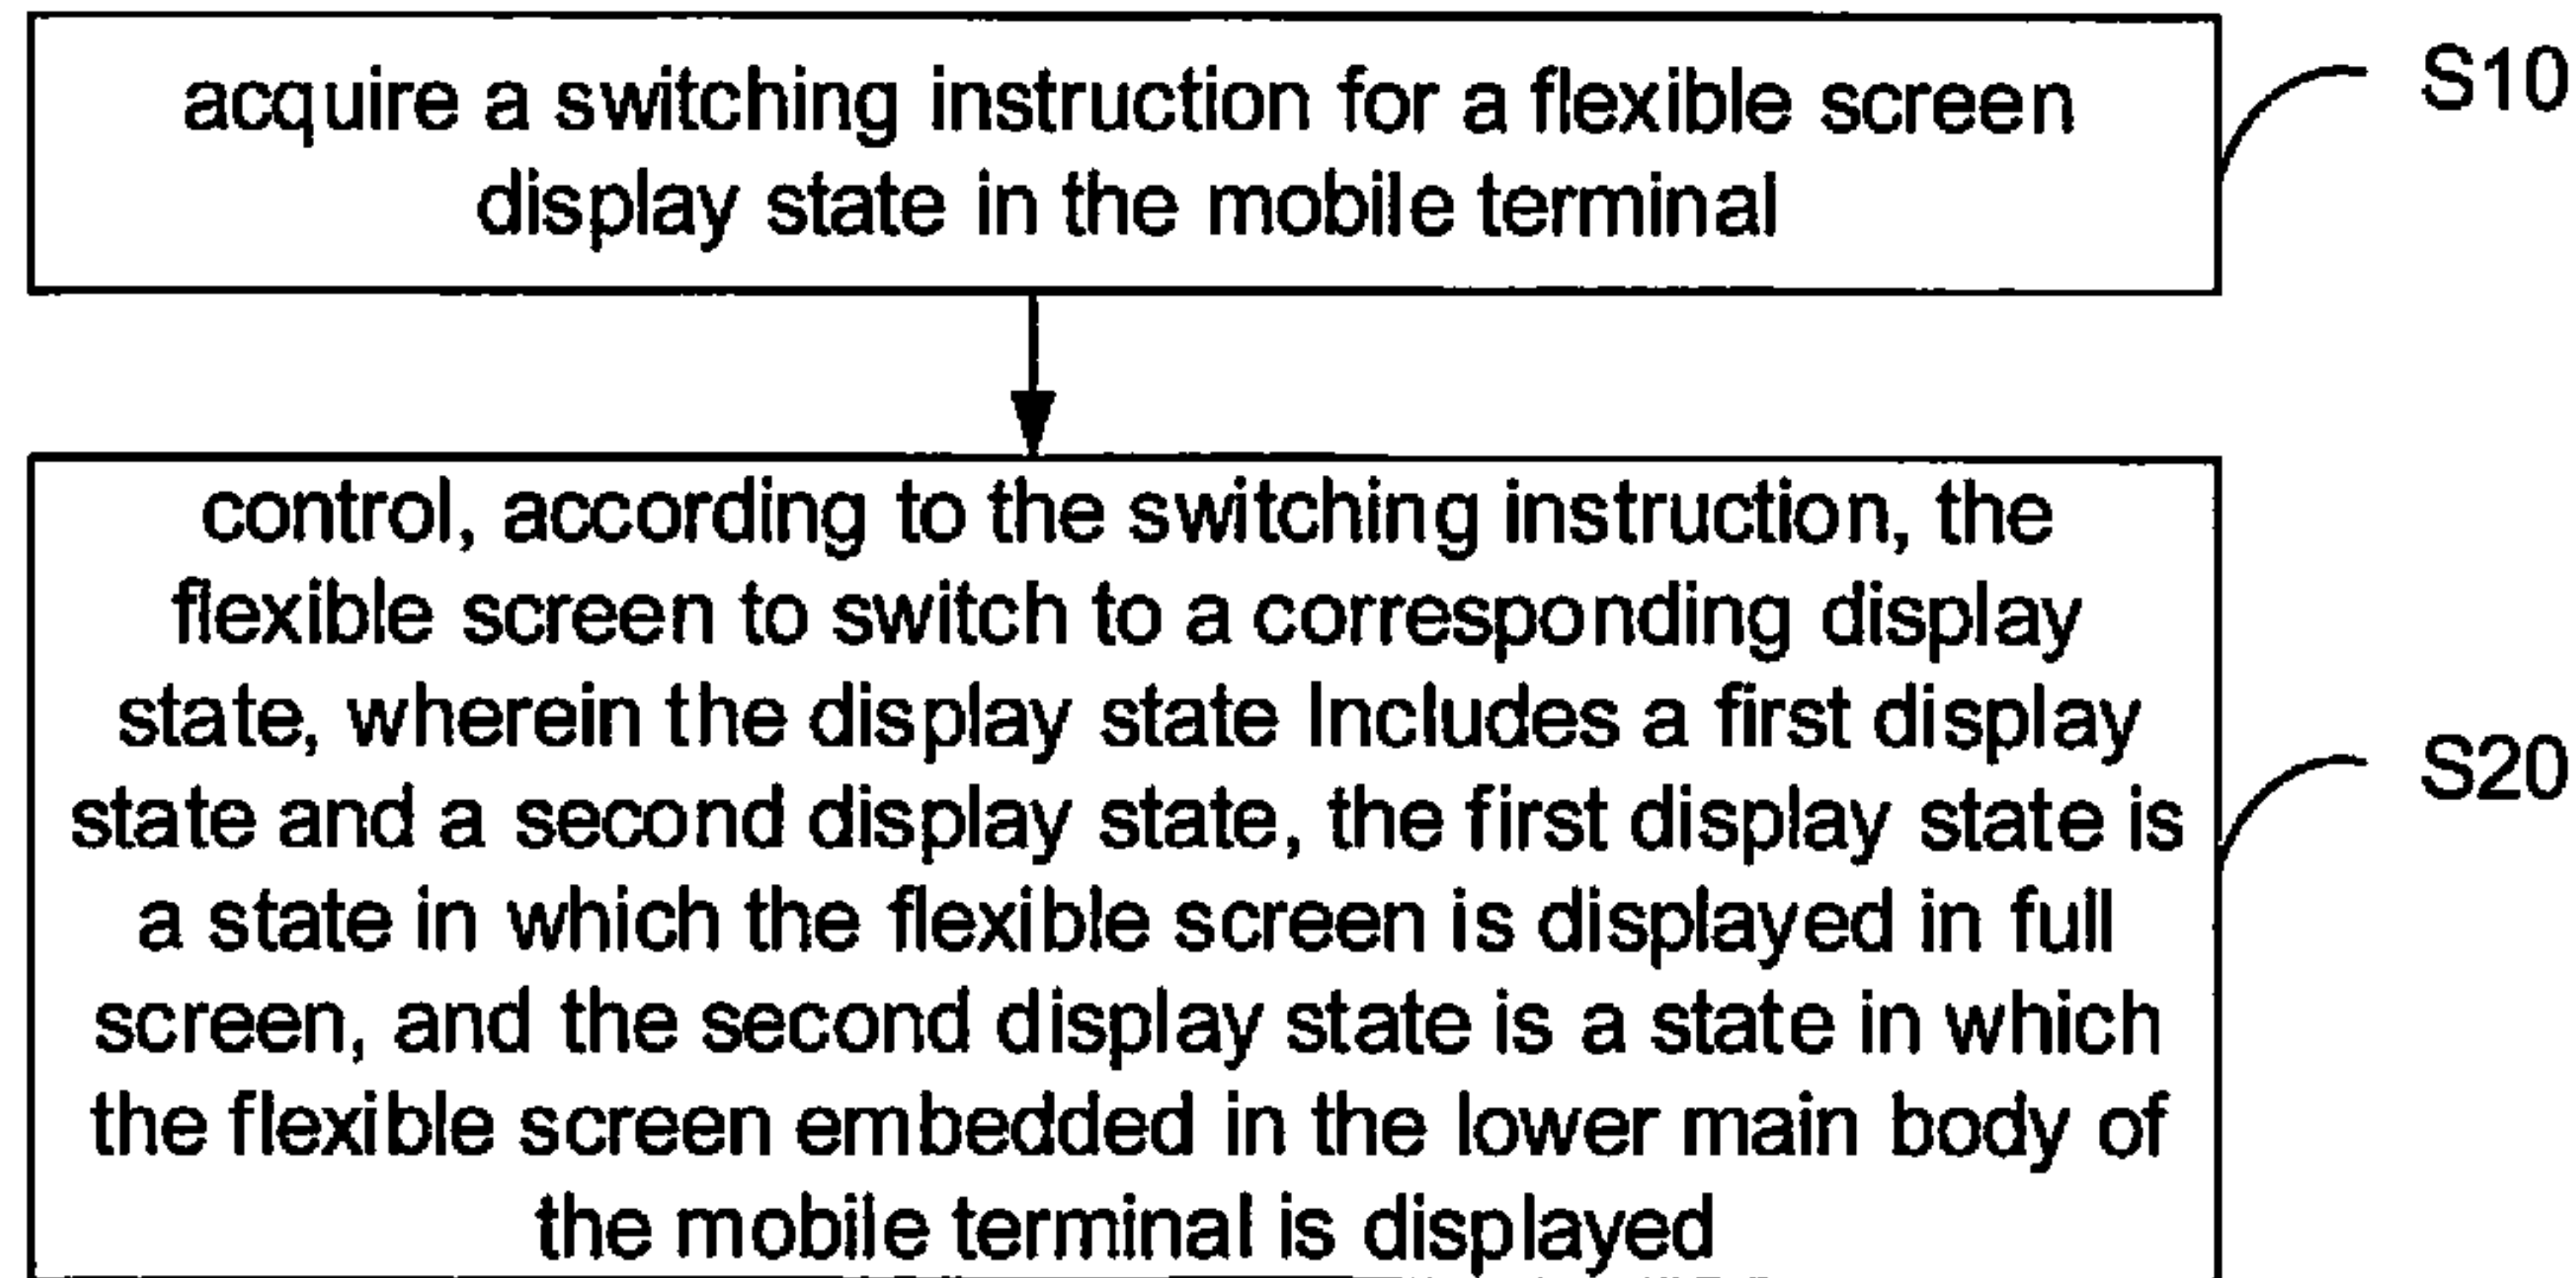 acquire a switching instruction for a flexible screen
display state in the mobile terminal
S10
control, according to the switching instruction, the
flexible screen to switch to a corresponding display
state, wherein the display state Includes a first display
state and a second display state, the first display state is
a state in which the flexible screen is displayed in full
screen, and the second display state is a state in which
the flexible screen embedded in the lower main body of
the mobile terminal is displayed
S20